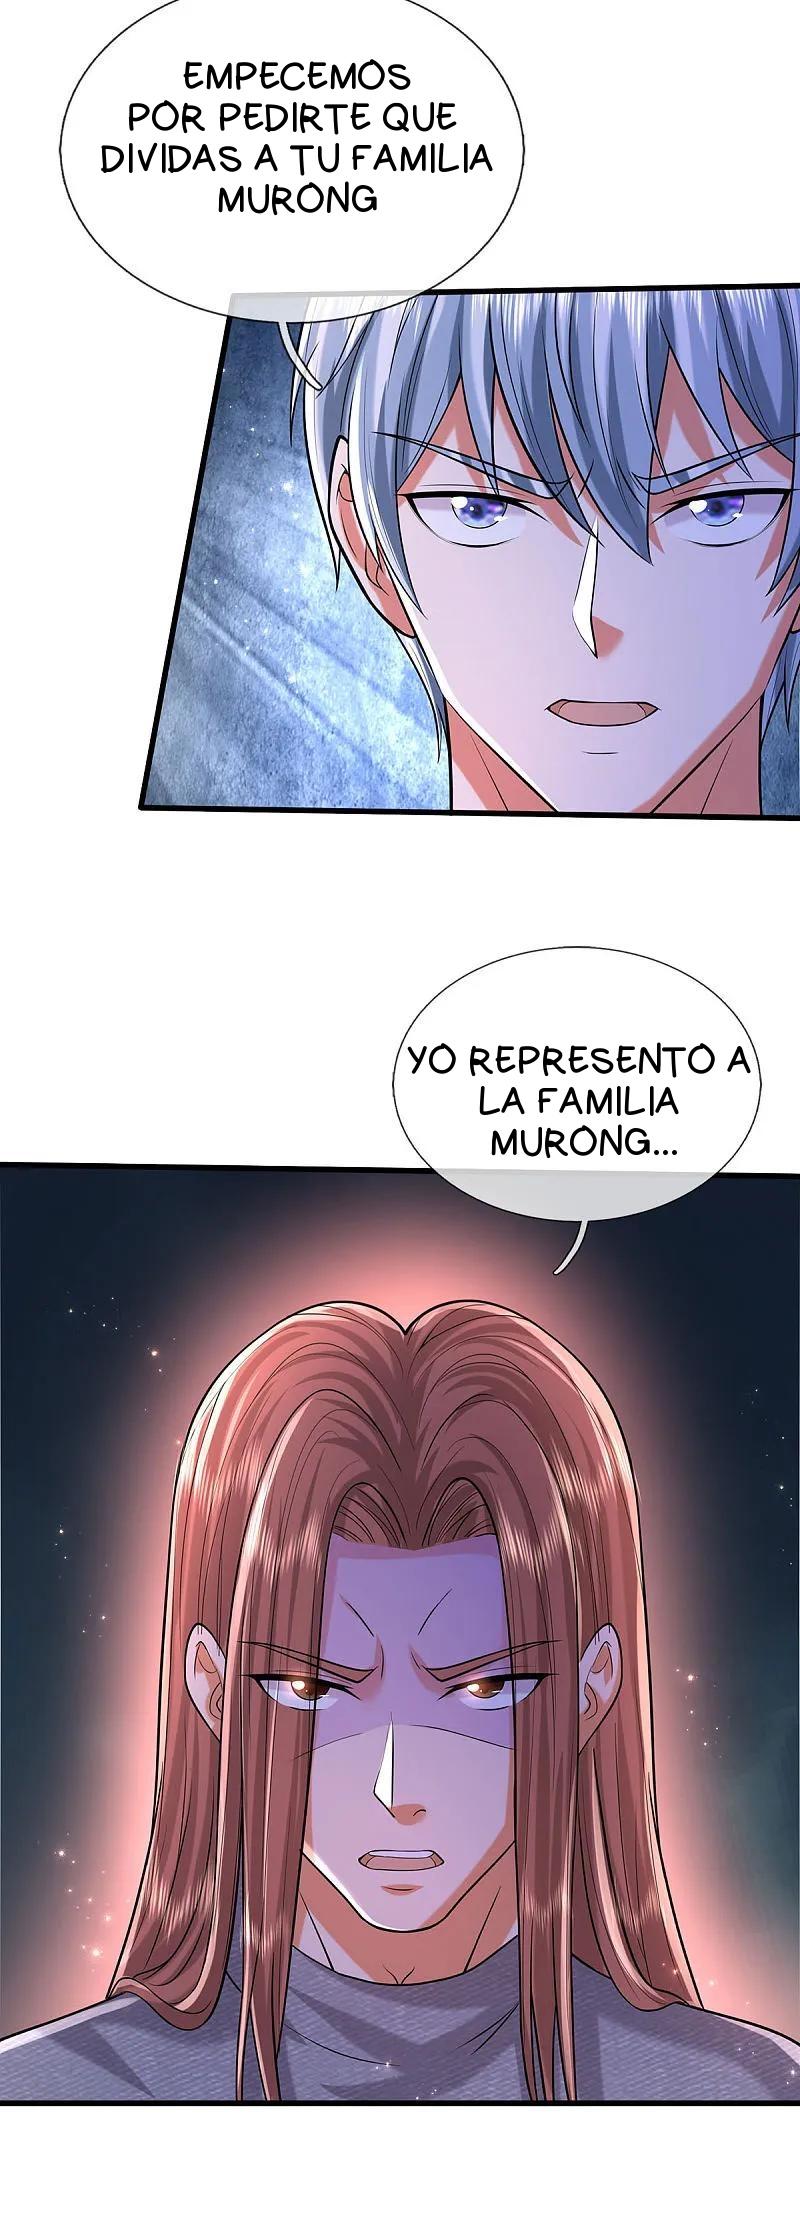 EMPECEMOS
POR PEDIRTE QUE
DIVIDAS A TU FAMILIA
MURONG
YO REPRESENTO A
LA FAMILIA
MURONG...